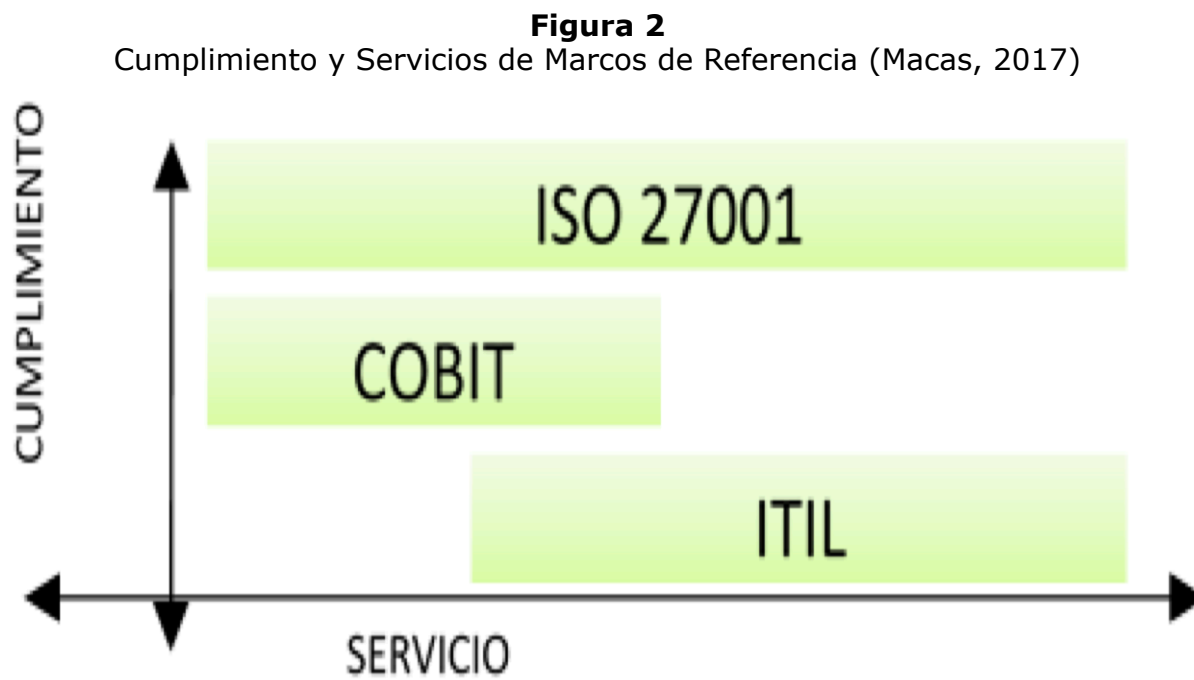 Figura 2
Cumplimiento y Servicios de Marcos de Referencia (Macas, 2017)
CUMPLIMIENTO
ISO 27001
COBIT
ITIL
SERVICIO